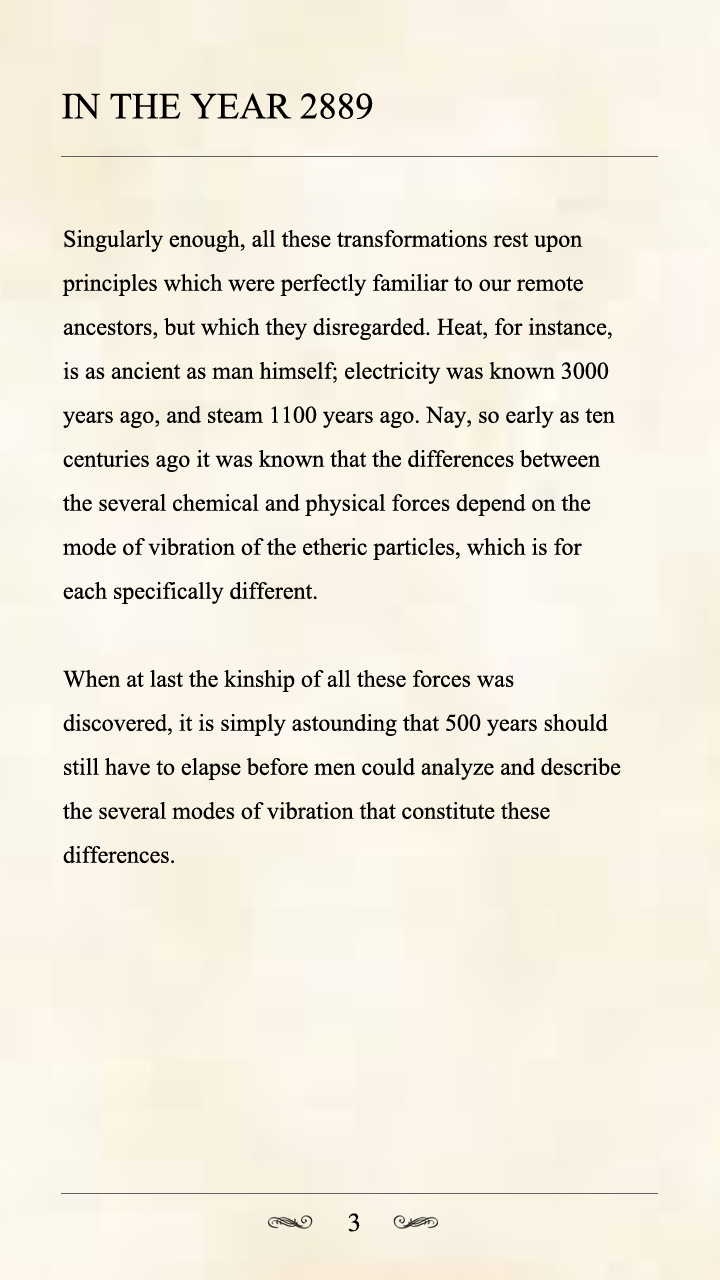 IN THE YEAR 2889
Singularly enough, all these transformations rest upon
principles which were perfectly familiar to our remote
ancestors, but which they disregarded. Heat, for instance,
is as ancient as man himself; electricity was known 3000
years ago, and steam 1100 years ago. Nay, so early as ten
centuries ago it was known that the differences between
the several chemical and physical forces depend on the
mode of vibration of the etheric particles, which is for
each specifically different.
When at last the kinship of all these forces was
discovered, it is simply astounding that 500 years should
still have to elapse before men could analyze and describe
the several modes of vibration that constitute these
differences.
3